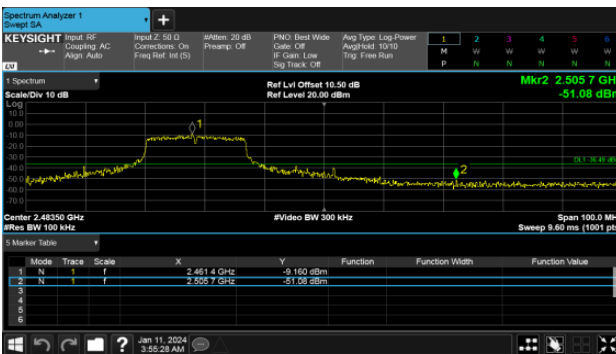 Spectrum Analyzer 1
Swept SA
+
KEYSIGHT Input: RF Input Z: 50 Ω #Atten: 20 dB PNO: Best Wide Avg Type: Log-Power 1 2 3 4 5 6
Coupling: AC Corrections: On Preamp: Off Gate: Off Avg|Hold: 10/10 M W W W W W
Align: Auto Freq Ref: Int (S) IF Gain: Low Trig: Free Run P N N N N N
LXI Sig Track: Off
1 Spectrum Ref Lvl Offset 10.50 dB Mkr2 2.505 7 GHz
Scale/Div 10 dB Ref Level 20.00 dBm -51.08 dBm
Log
10.0
0.00
-10.0
-20.0
-30.0
-40.0
-50.0
-60.0
-70.0
1
2
DL1 -36.49 dBm
Center 2.48350 GHz #Video BW 300 kHz Span 100.0 MHz
#Res BW 100 kHz Sweep 9.60 ms (1001 pts)
5 Marker Table
Mode Trace Scale X Y Function Function Width Function Value
1 N 1 f 2.461 4 GHz -9.160 dBm
2 N 1 f 2.505 7 GHz -51.08 dBm
3
4
5
6
? Jan 11, 2024
3:55:28 AM